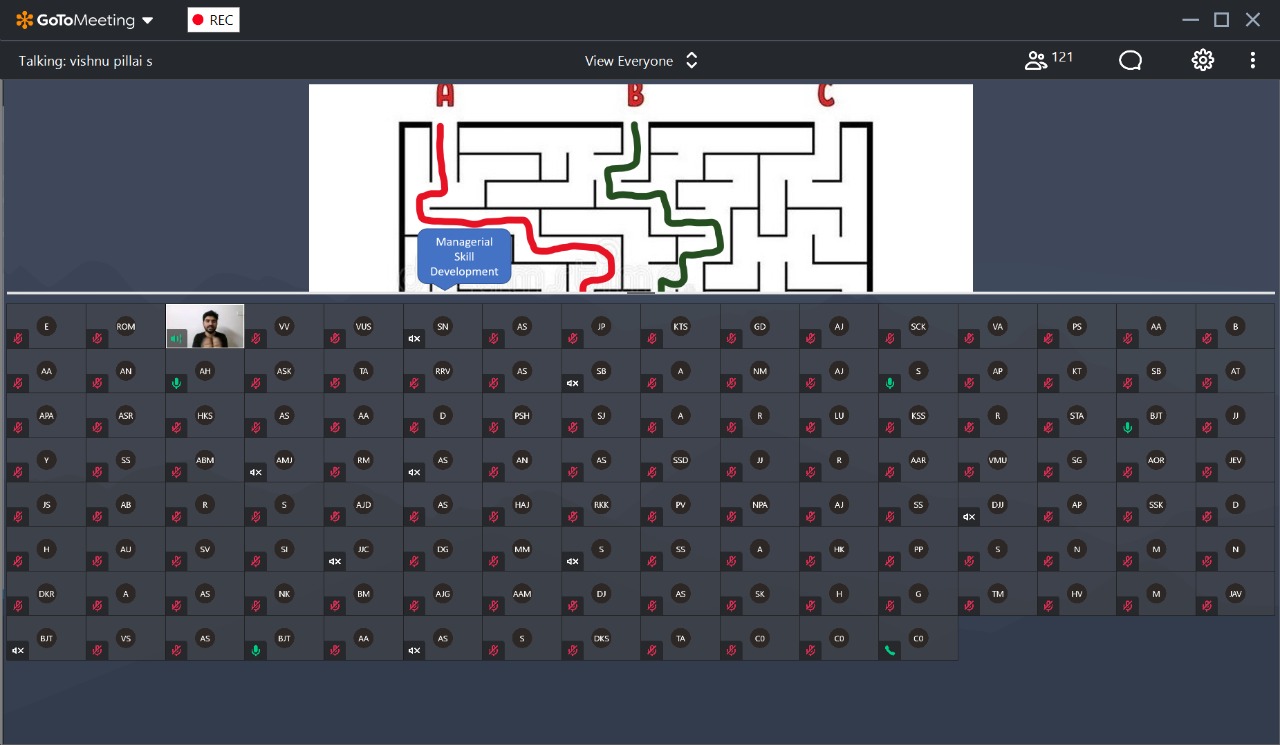 GoToMeeting
REC
Talking: vishnu pillai s
View Everyone
121
A B C
Managerial
Skill
Development
E ROM VV VUS SN AS JP KTS GD AJ SCK VA PS AA B
AA AN AH ASK TA RRV AS SB A NM AJ S AP KT SB AT
APA ASR HKS AS AA D PSH SJ A R LU KSS R STA BJT JJ
Y SS ABM AMJ RM AS AN AS SSD JJ R AAR VMU SG AOR JEV
JS AB R S AJD AS HAJ RKK PV NPA AJ SS DJJ AP SSK D
H AU SV SI JJC DG MM S SS A HK PP S N M N
DKR A AS NK BM AJG AAM DJ AS SK H G TM HV M JAV
BJT VS AS BJT AA AS S DKS TA C0 C0 C0